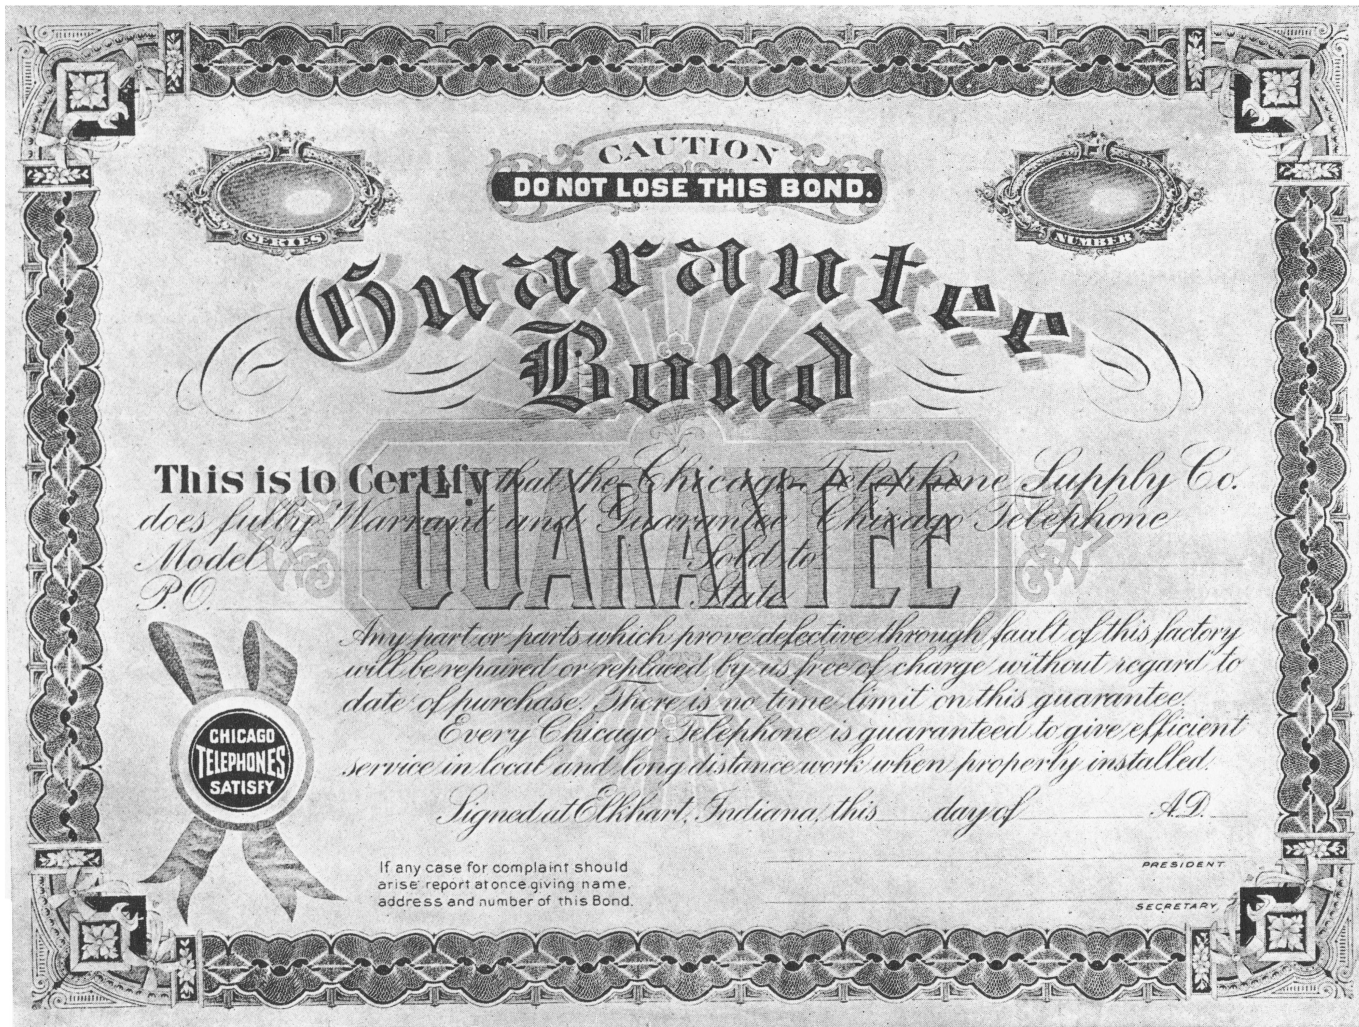 CAUTION
DO NOT LOSE THIS BOND.
SERIES
NUMBER
Guarantee
Bond
GUARANTEE
This is to Certify that the Chicago Telephone Supply Co.
does fully Warrant and Guarantee Chicago Telephone
Model Sold to
P.O. State
Any part or parts which prove defective through fault of this factory
will be repaired or replaced by us free of charge without regard to
date of purchase. There is no time limit on this guarantee.
Every Chicago Telephone is guaranteed to give efficient
service in local and long distance work when properly installed.
CHICAGO
TELEPHONES
SATISFY
Signed at Elkhart, Indiana, this day of A.D.
If any case for complaint should
arise report at once giving name,
address and number of this Bond.
PRESIDENT
SECRETARY